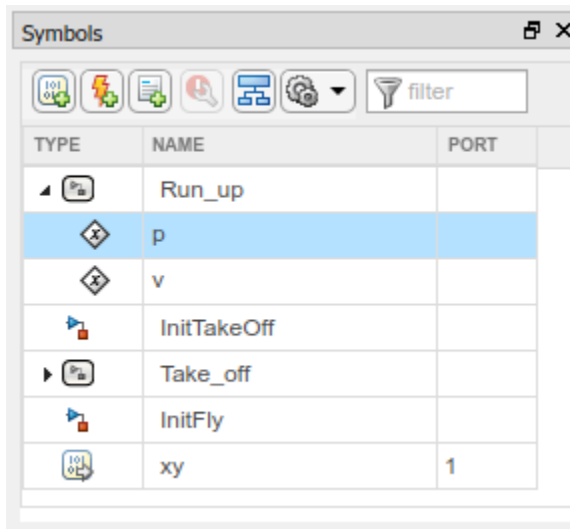 Symbols
filter
TYPE NAME PORT
Run_up
p
v
InitTakeOff
Take_off
InitFly
xy 1